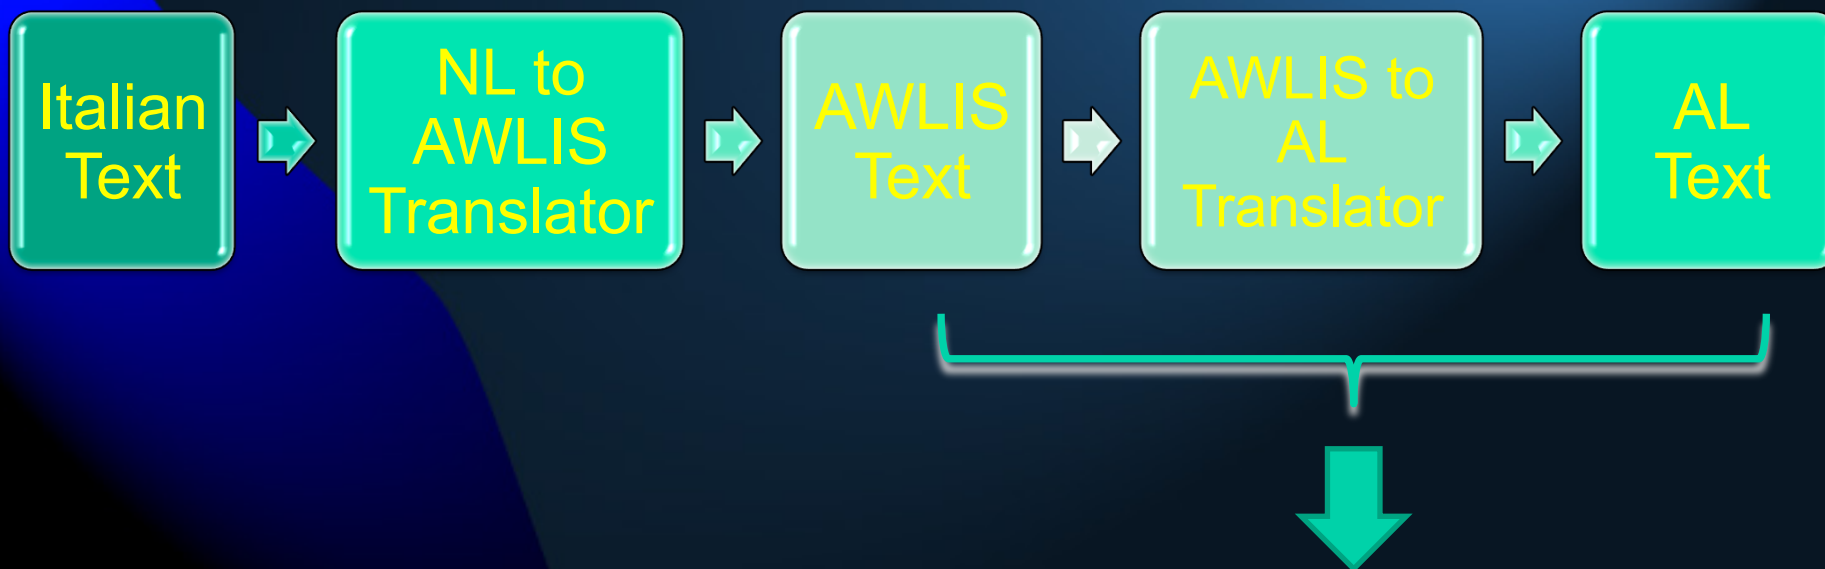 Italian
Text
NL to
AWLIS
Translator
AWLIS
Text
AWLIS to
AL
Translator
AL
Text